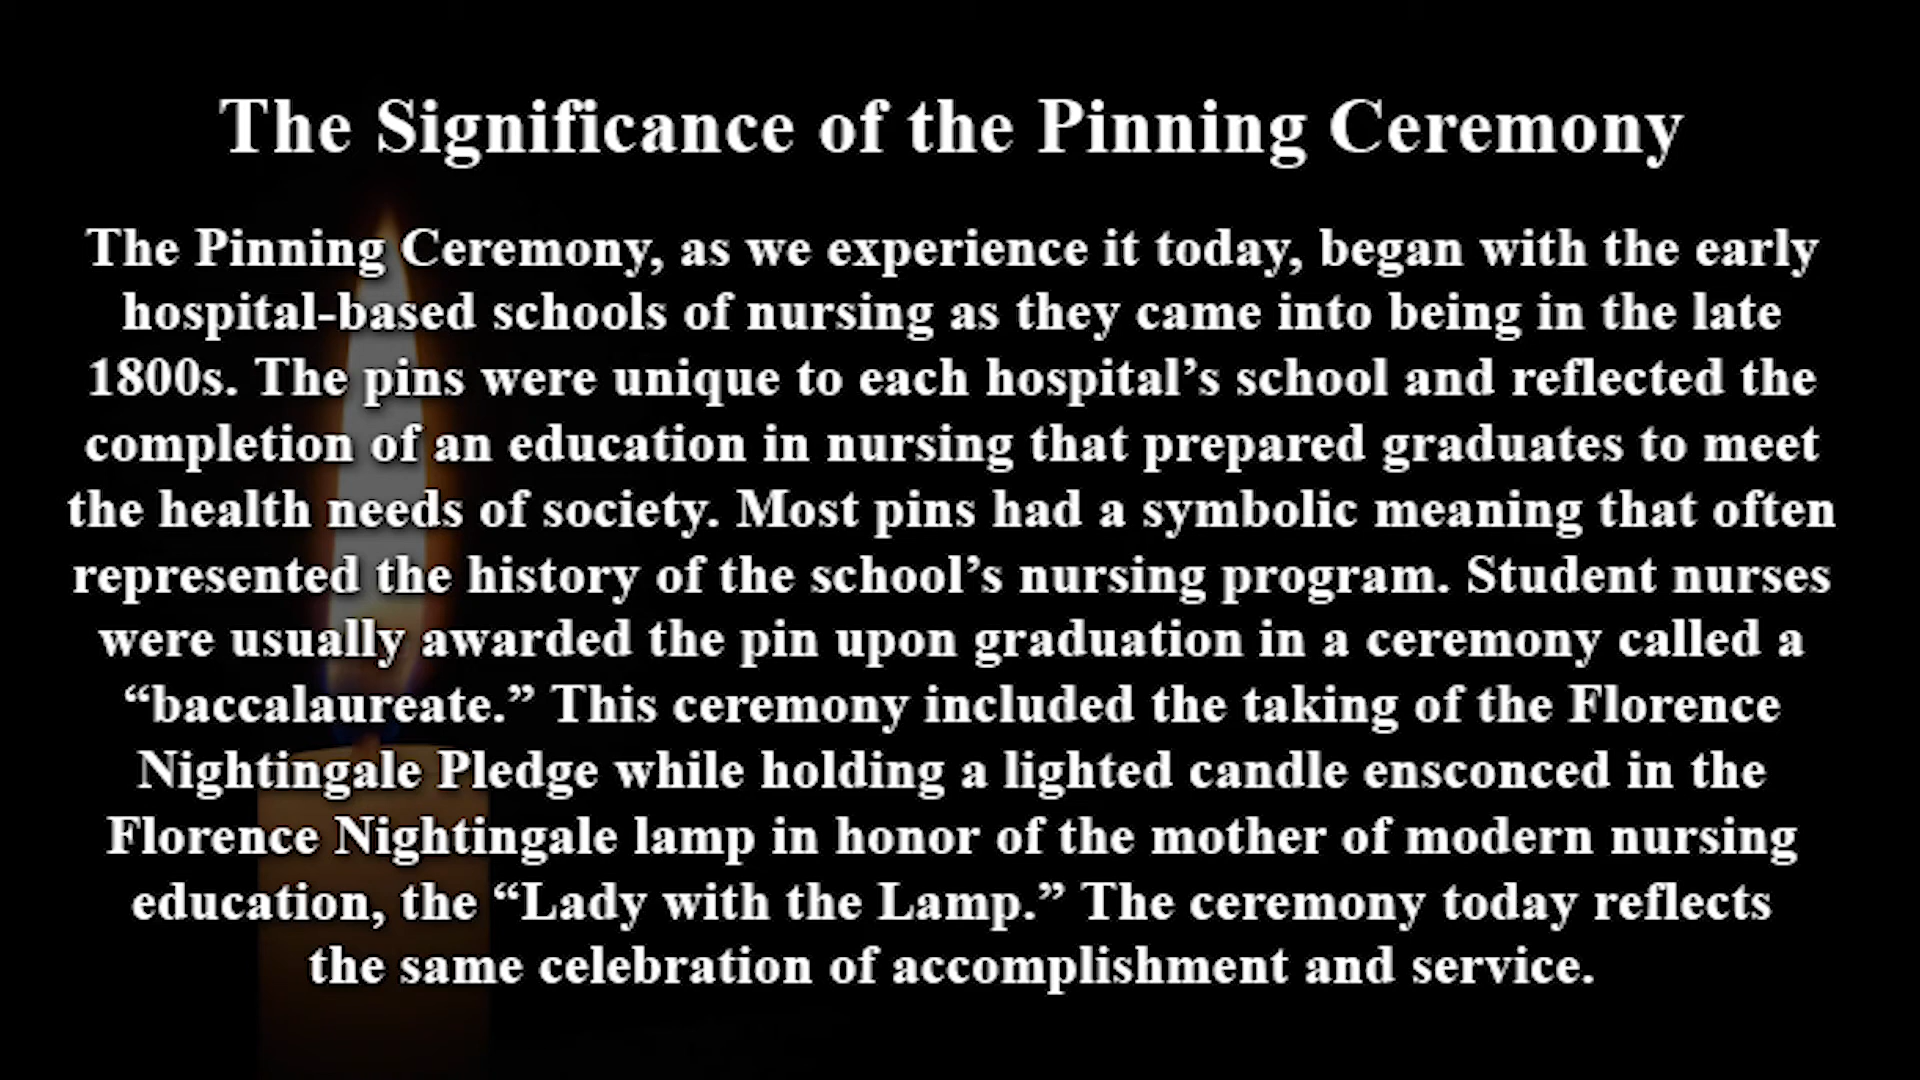 The Significance of the Pinning Ceremony
The Pinning Ceremony, as we experience it today, began with the early
hospital-based schools of nursing as they came into being in the late
1800s. The pins were unique to each hospital’s school and reflected the
completion of an education in nursing that prepared graduates to meet
the health needs of society. Most pins had a symbolic meaning that often
represented the history of the school’s nursing program. Student nurses
were usually awarded the pin upon graduation in a ceremony called a
“baccalaureate.” This ceremony included the taking of the Florence
Nightingale Pledge while holding a lighted candle ensconced in the
Florence Nightingale lamp in honor of the mother of modern nursing
education, the “Lady with the Lamp.” The ceremony today reflects
the same celebration of accomplishment and service.